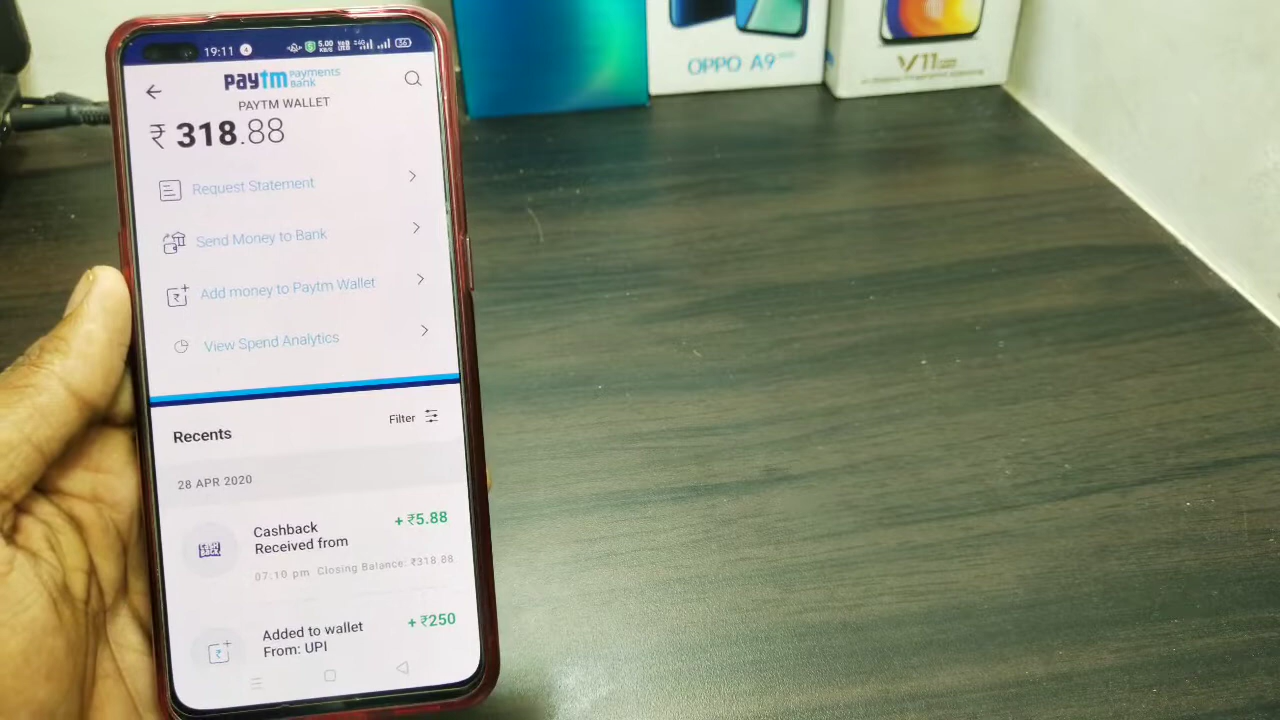 19:11
5.00
KB/S
36
paytm Payments
Bank
PAYTM WALLET
₹ 318.88
Request Statement
Send Money to Bank
Add money to Paytm Wallet
View Spend Analytics
Recents
Filter
28 APR 2020
Cashback
Received from
+ ₹5.88
07:10 pm Closing Balance: ₹318.88
Added to wallet
From: UPI
+ ₹250
OPPO A9
V11